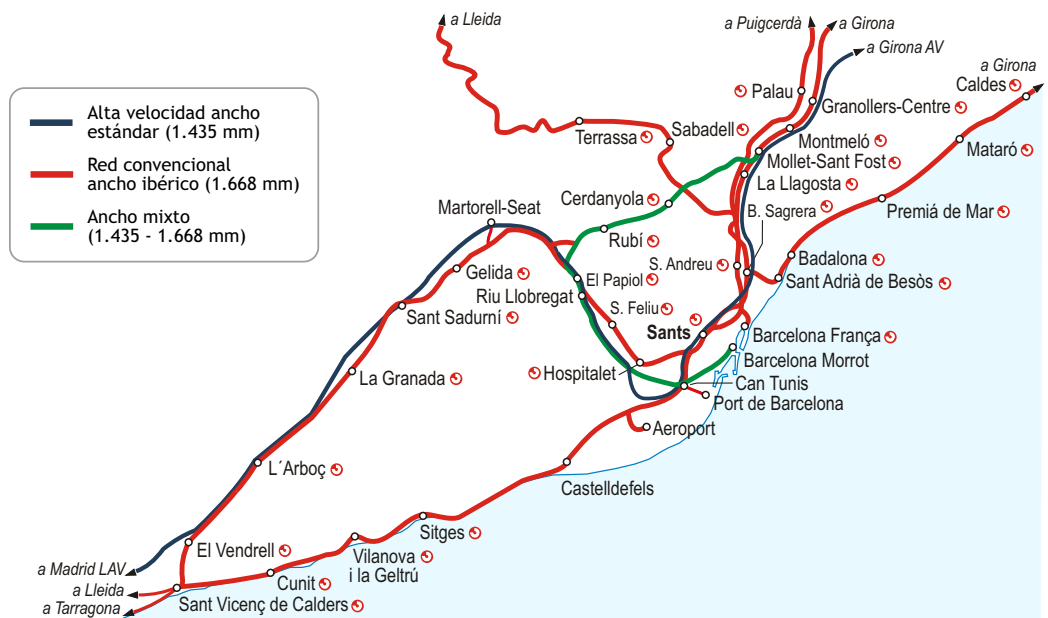 a Lleida
a Puigcerdà
a Girona
a Girona AV
a Girona
Caldes
Alta velocidad ancho
estándar (1.435 mm)
Red convencional
ancho ibérico (1.668 mm)
Ancho mixto
(1.435 - 1.668 mm)
Palau
Granollers-Centre
Terrassa
Sabadell
Montmeló
Mollet-Sant Fost
La Llagosta
Mataró
Cerdanyola
Martorell-Seat
B. Sagrera
Premiá de Mar
Rubí
Gelida
El Papiol
S. Andreu
Badalona
Sant Adrià de Besòs
Riu Llobregat
S. Feliu
Sant Sadurní
Sants
Barcelona França
Barcelona Morrot
La Granada
Hospitalet
Can Tunis
Port de Barcelona
Aeroport
L´Arboç
Castelldefels
Sitges
El Vendrell
Vilanova
i la Geltrú
a Madrid LAV
Cunit
a Lleida
Sant Vicenç de Calders
a Tarragona